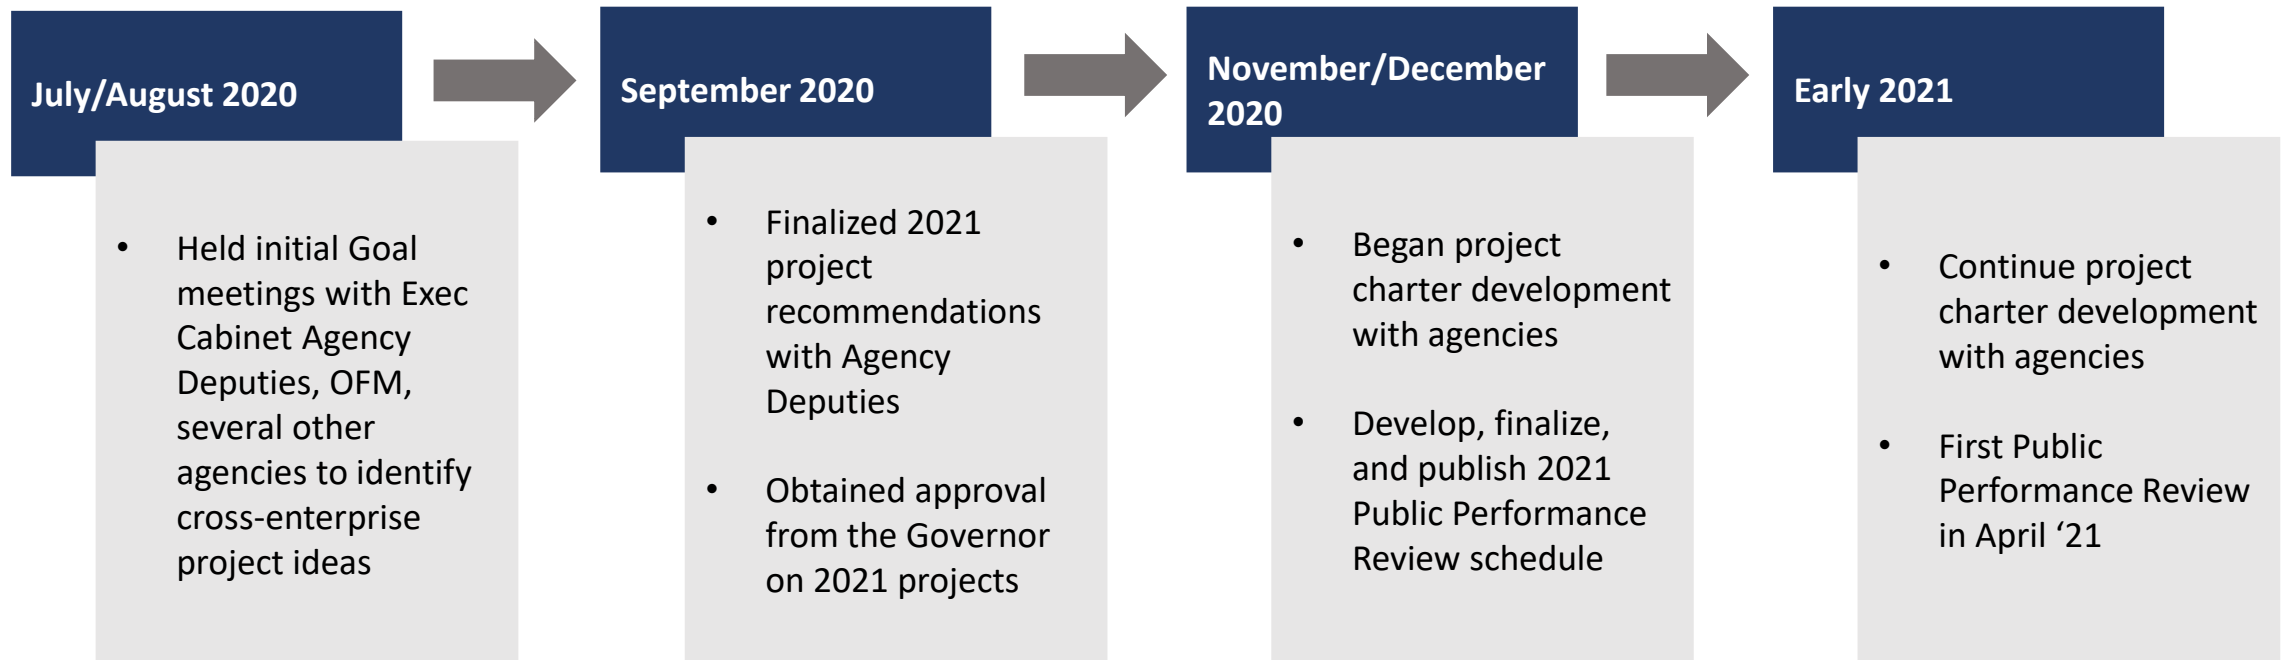 July/August 2020
• Held initial Goal
meetings with Exec
Cabinet Agency
Deputies, OFM,
several other
agencies to identify
cross-enterprise
project ideas
September 2020
• Finalized 2021
project
recommendations
with Agency
Deputies
• Obtained approval
from the Governor
on 2021 projects
November/December
2020
• Began project
charter development
with agencies
• Develop, finalize,
and publish 2021
Public Performance
Review schedule
Early 2021
• Continue project
charter development
with agencies
• First Public
Performance Review
in April ‘21